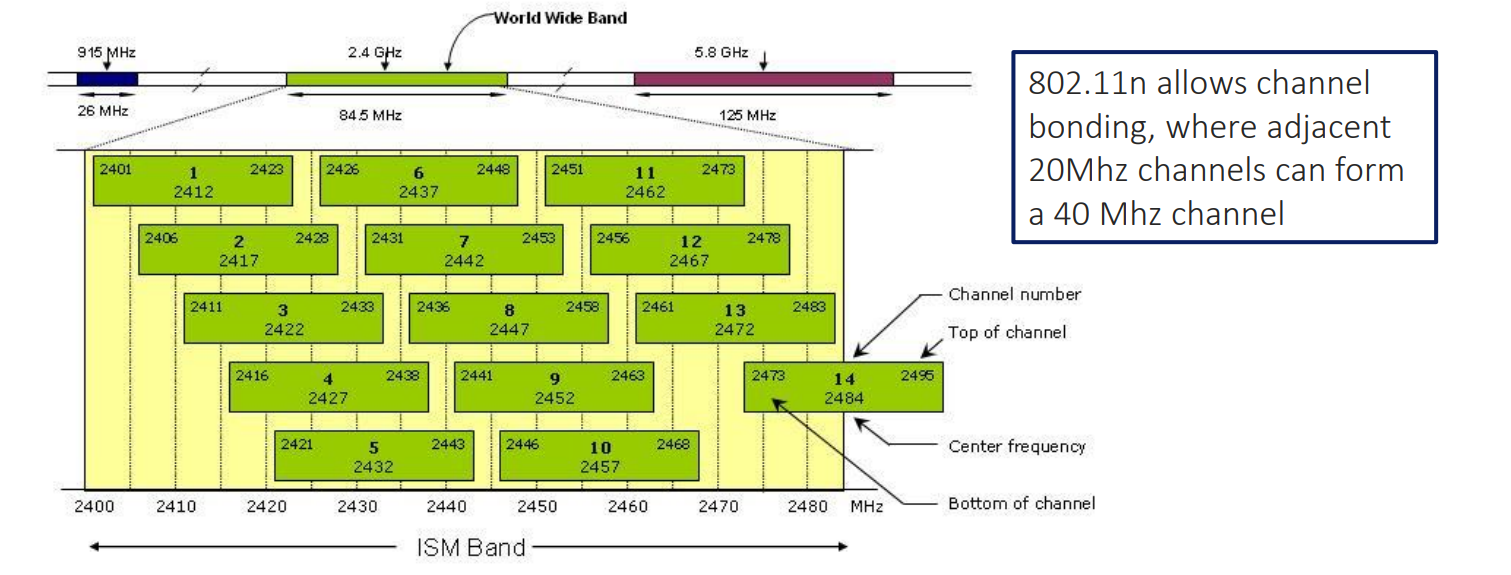 World Wide Band
915 MHz
2.4 GHz
5.8 GHz
26 MHz
84.5 MHz
125 MHz
802.11n allows channel
bonding, where adjacent
20Mhz channels can form
a 40 Mhz channel
2401 1 2423
2412
2426 6 2448
2437
2451 11 2473
2462
2406 2 2428
2417
2431 7 2453
2442
2456 12 2478
2467
2411 3 2433
2422
2436 8 2458
2447
2461 13 2483
2472
Channel number
Top of channel
2416 4 2438
2427
2441 9 2463
2452
2473 14 2495
2484
2421 5 2443
2432
2446 10 2468
2457
Center frequency
Bottom of channel
2400 2410 2420 2430 2440 2450 2460 2470 2480 MHz
ISM Band